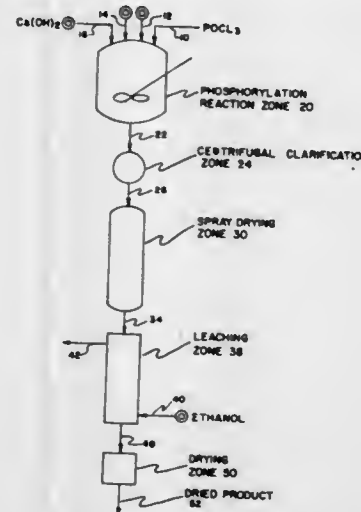 14
12
Ca(OH)2
POCL3
16
10
PHOSPHORYLATION
REACTION ZONE 20
22
CENTRIFUGAL CLARIFICATION
ZONE 24
26
SPRAY DRYING
ZONE 30
34
LEACHING
ZONE 38
42
40
ETHANOL
48
DRYING
ZONE 50
DRIED PRODUCT
52